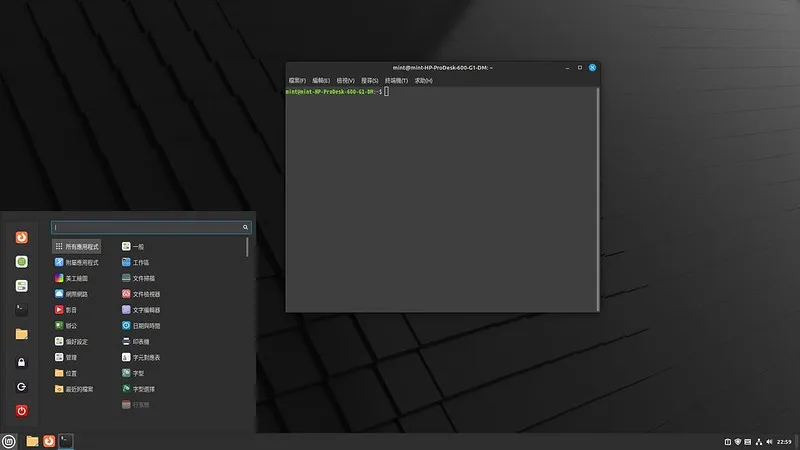 mint@mint-HP-ProDesk-600-G1-DM: ~
檔案(F) 編輯(E) 檢視(V) 搜尋(S) 終端機(T) 求助(H)
mint@mint-HP-ProDesk-600-G1-DM:~$
所有應用程式
附屬應用程式
美工繪圖
網際網路
影音
辦公
偏好設定
管理
位置
最近的檔案
一般
工作區
文件掃描
文件檢視器
文字編輯器
日期與時間
印表機
字元對應表
字型
字型選擇
22:59